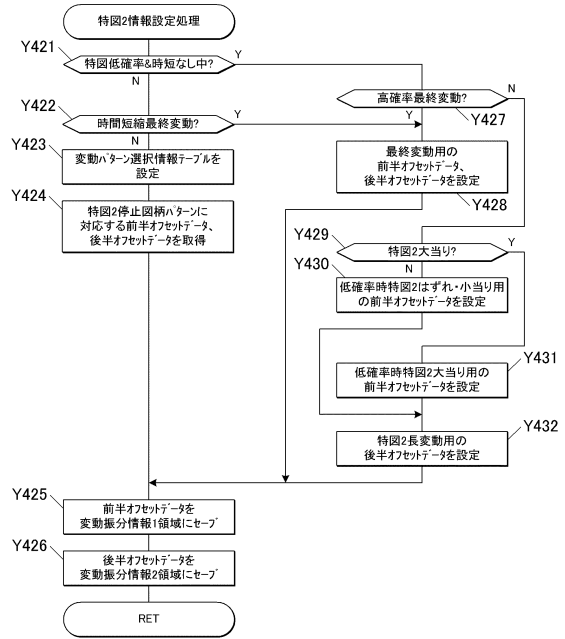 特図2情報設定処理
Y421
特図低確率&時短なし中?
Y
N
Y422
時間短縮最終変動?
Y
N
Y423
変動パターン選択情報テーブルを
設定
Y424
特図2停止図柄パターンに
対応する前半オフセットデータ、
後半オフセットデータを取得
高確率最終変動?
N
Y
Y427
最終変動用の
前半オフセットデータ、
後半オフセットデータを設定
Y428
Y429
特図2大当り?
Y
N
Y430
低確率時特図2はずれ・小当り用
の前半オフセットデータを設定
Y431
低確率時特図2大当り用の
前半オフセットデータを設定
Y432
特図2長変動用の
後半オフセットデータを設定
Y425
前半オフセットデータを
変動振分情報1領域にセーブ
Y426
後半オフセットデータを
変動振分情報2領域にセーブ
RET